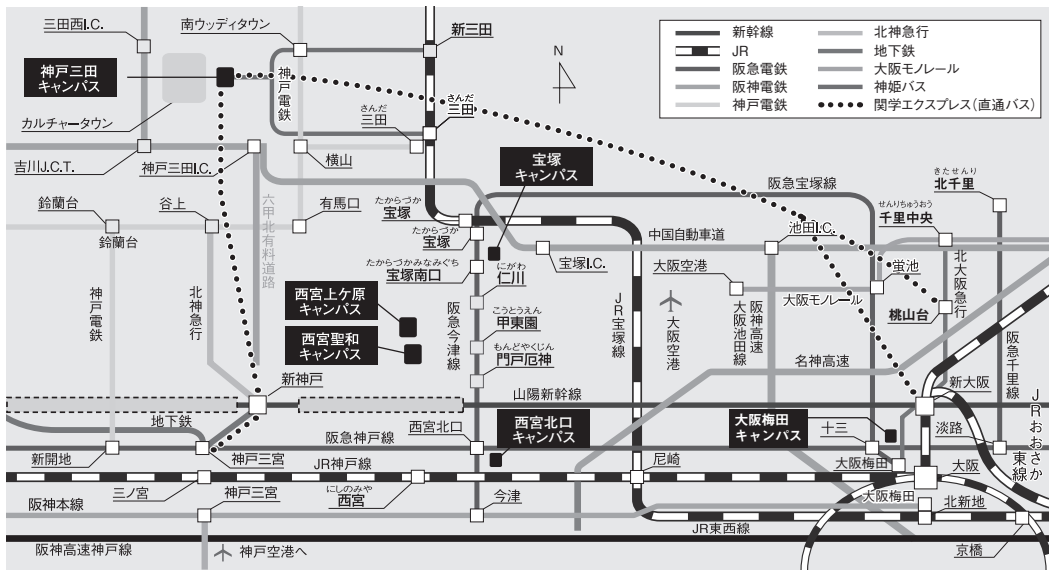 三田西I.C.
南ウッディタウン
新三田
神戸三田
キャンパス
カルチャータウン
神戸電鉄
さんだ
三田
さんだ
三田
N
新幹線
JR
阪急電鉄
阪神電鉄
神戸電鉄
北神急行
地下鉄
大阪モノレール
神姫バス
関学エクスプレス(直通バス)
吉川J.C.T.
神戸三田I.C.
横山
宝塚
キャンパス
阪急宝塚線
きたせんり
北千里
せんりちゅうおう
千里中央
鈴蘭台
谷上
六甲北有料道路
有馬口
たからづか
宝塚
たからづか
宝塚
池田I.C.
中国自動車道
鈴蘭台
たからづかみなみぐち
宝塚南口
にがわ
仁川
宝塚I.C.
大阪空港
蛍池
大阪モノレール
北大阪急行
桃山台
神戸電鉄
北神急行
西宮上ケ原
キャンパス
西宮聖和
キャンパス
阪急今津線
こうとうえん
甲東園
もんどやくじん
門戸厄神
JR宝塚線
大阪空港
阪神高速
大阪池田線
名神高速
阪急千里線
新神戸
山陽新幹線
新大阪
JRおおさか
東線
地下鉄
阪急神戸線
西宮北口
西宮北口
キャンパス
大阪梅田
キャンパス
十三
淡路
新開地
神戸三宮
JR神戸線
尼崎
大阪梅田
大阪
三ノ宮
神戸三宮
にしのみや
西宮
今津
大阪梅田
北新地
阪神本線
JR東西線
京橋
阪神高速神戸線
神戸空港へ